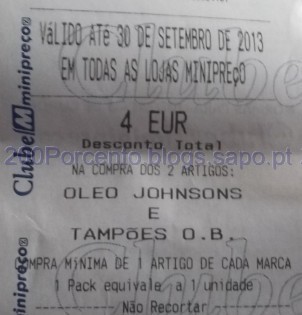 VáLIDO ATé 30 DE SETEMBRO DE 2013
EM TODAS AS LOJAS MINIPREçO
4 EUR
Desconto Total
200Porcento.blogs.sapo.pt
NA COMPRA DOS 2 ARTIGOS:
OLEO JOHNSONS
E
TAMPõES O.B.
COMPRA MíNIMA DE 1 ARTIGO DE CADA MARCA
1 Pack equivale a 1 unidade
Não Recortar
Clube M minipreço
minipreço
Clube